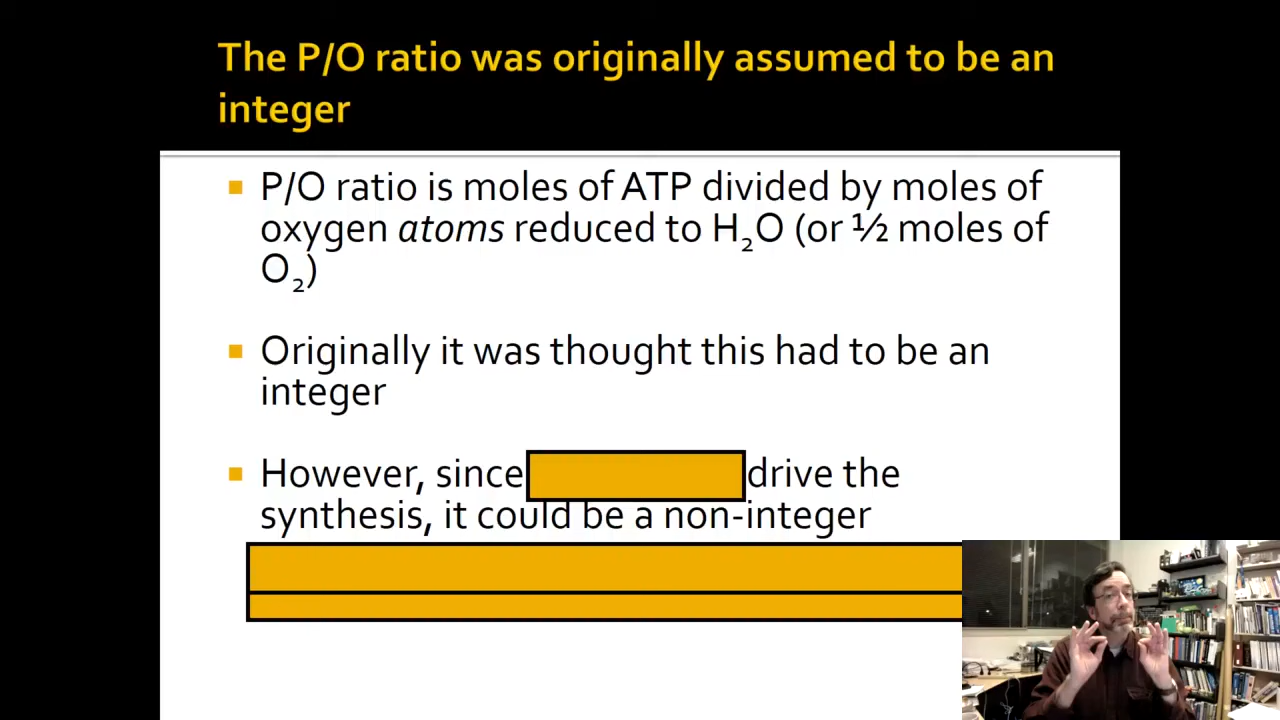 The P/O ratio was originally assumed to be an
integer
▪ P/O ratio is moles of ATP divided by moles of
oxygen atoms reduced to H₂O (or ½ moles of
O₂)
▪ Originally it was thought this had to be an
integer
▪ However, since drive the
synthesis, it could be a non-integer